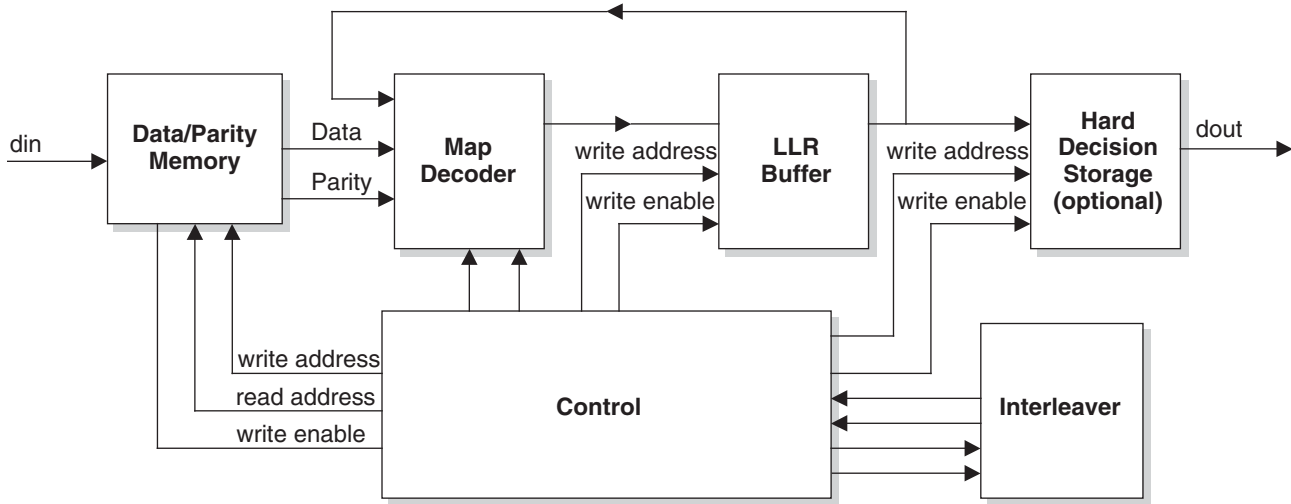 din
Data/Parity
Memory
Data
Parity
Map
Decoder
write address
write enable
LLR
Buffer
write address
write enable
Hard
Decision
Storage
(optional)
dout
write address
read address
write enable
Control
Interleaver